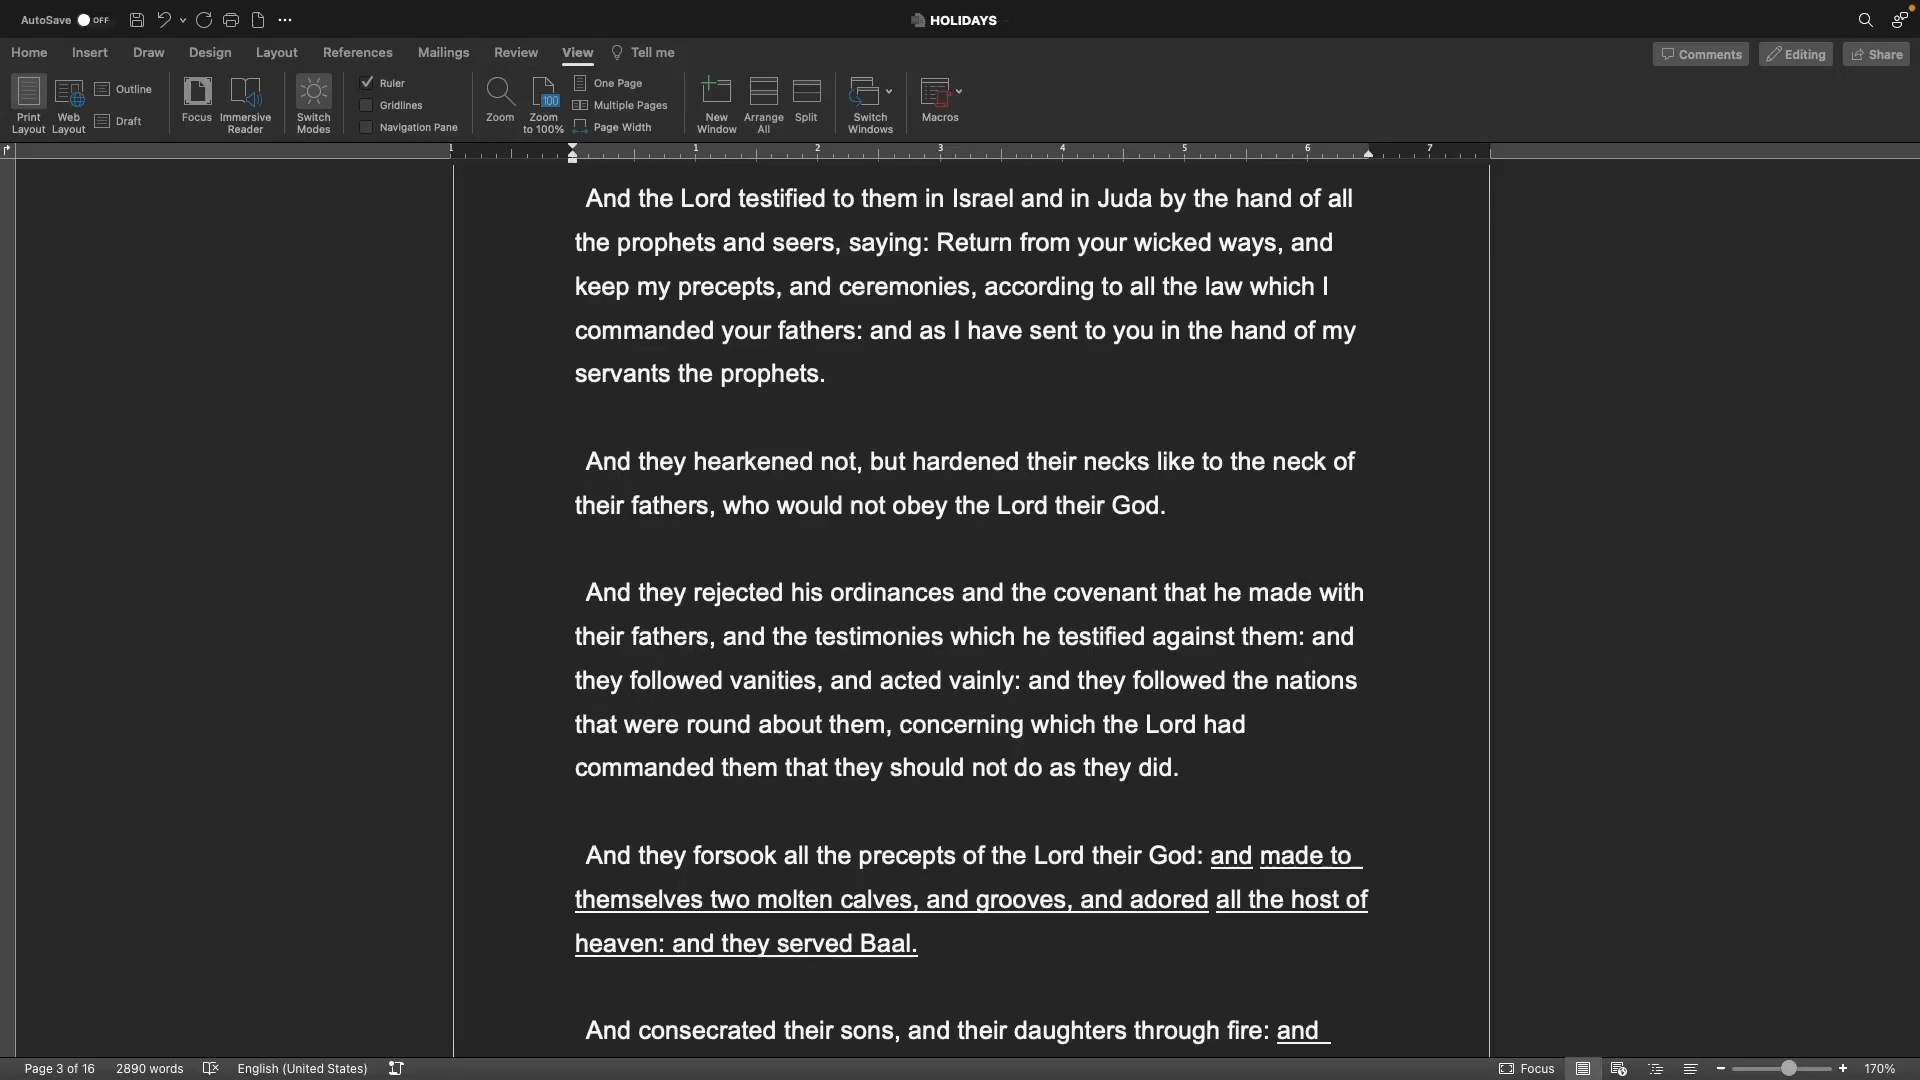 AutoSave OFF
HOLIDAYS
Home Insert Draw Design Layout References Mailings Review View Tell me
Comments Editing Share
Print Layout
Web Layout
Outline
Draft
Focus
Immersive Reader
Switch Modes
Ruler
Gridlines
Navigation Pane
Zoom
100
Zoom to 100%
One Page
Multiple Pages
Page Width
New Window
Arrange All
Split
Switch Windows
Macros
1 1 2 3 4 5 6 7
And the Lord testified to them in Israel and in Juda by the hand of all
the prophets and seers, saying: Return from your wicked ways, and
keep my precepts, and ceremonies, according to all the law which I
commanded your fathers: and as I have sent to you in the hand of my
servants the prophets.
And they hearkened not, but hardened their necks like to the neck of
their fathers, who would not obey the Lord their God.
And they rejected his ordinances and the covenant that he made with
their fathers, and the testimonies which he testified against them: and
they followed vanities, and acted vainly: and they followed the nations
that were round about them, concerning which the Lord had
commanded them that they should not do as they did.
And they forsook all the precepts of the Lord their God: and made to
themselves two molten calves, and grooves, and adored all the host of
heaven: and they served Baal.
And consecrated their sons, and their daughters through fire: and
Page 3 of 16 2890 words English (United States) Focus 170%